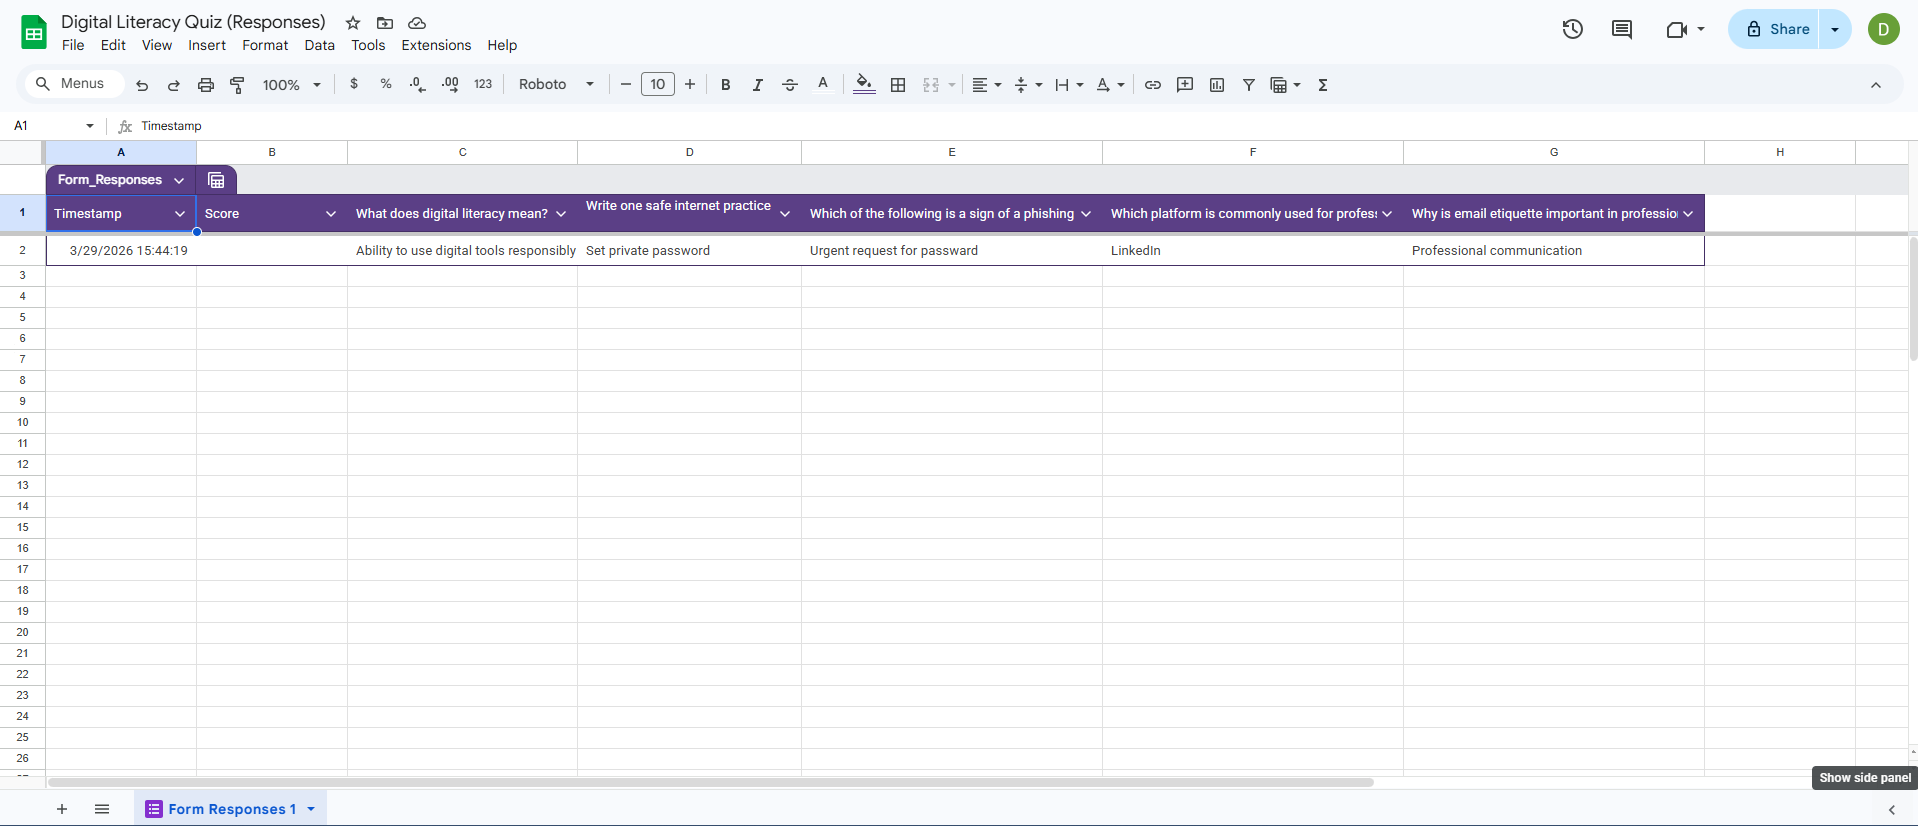 Digital Literacy Quiz (Responses)
File Edit View Insert Format Data Tools Extensions Help
Share
D
Menus 100% $ % .0 .00 123 Roboto 10 B I A A Σ
A1 fx Timestamp
A B C D E F G H
Form_Responses
1 Timestamp Score What does digital literacy mean? Write one safe internet practice Which of the following is a sign of a phishing Which platform is commonly used for profes Why is email etiquette important in professio
2 3/29/2026 15:44:19 Ability to use digital tools responsibly Set private password Urgent request for passward LinkedIn Professional communication
3
4
5
6
7
8
9
10
11
12
13
14
15
16
17
18
19
20
21
22
23
24
25
26
Show side panel
Form Responses 1